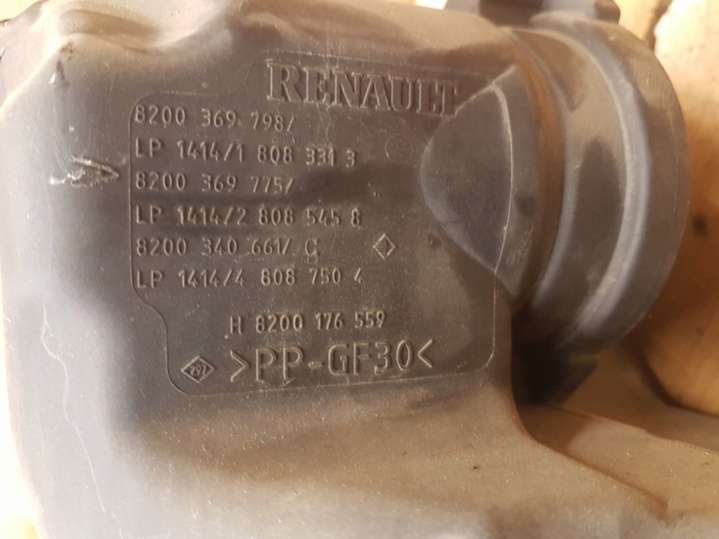 RENAULT
8200 369 798/
LP 1414/1 808 331 3
8200 369 775/
LP 1414/2 808 545 8
8200 340 661/ G
LP 1414/4 808 750 4
H 8200 176 559
>PP-GF30<